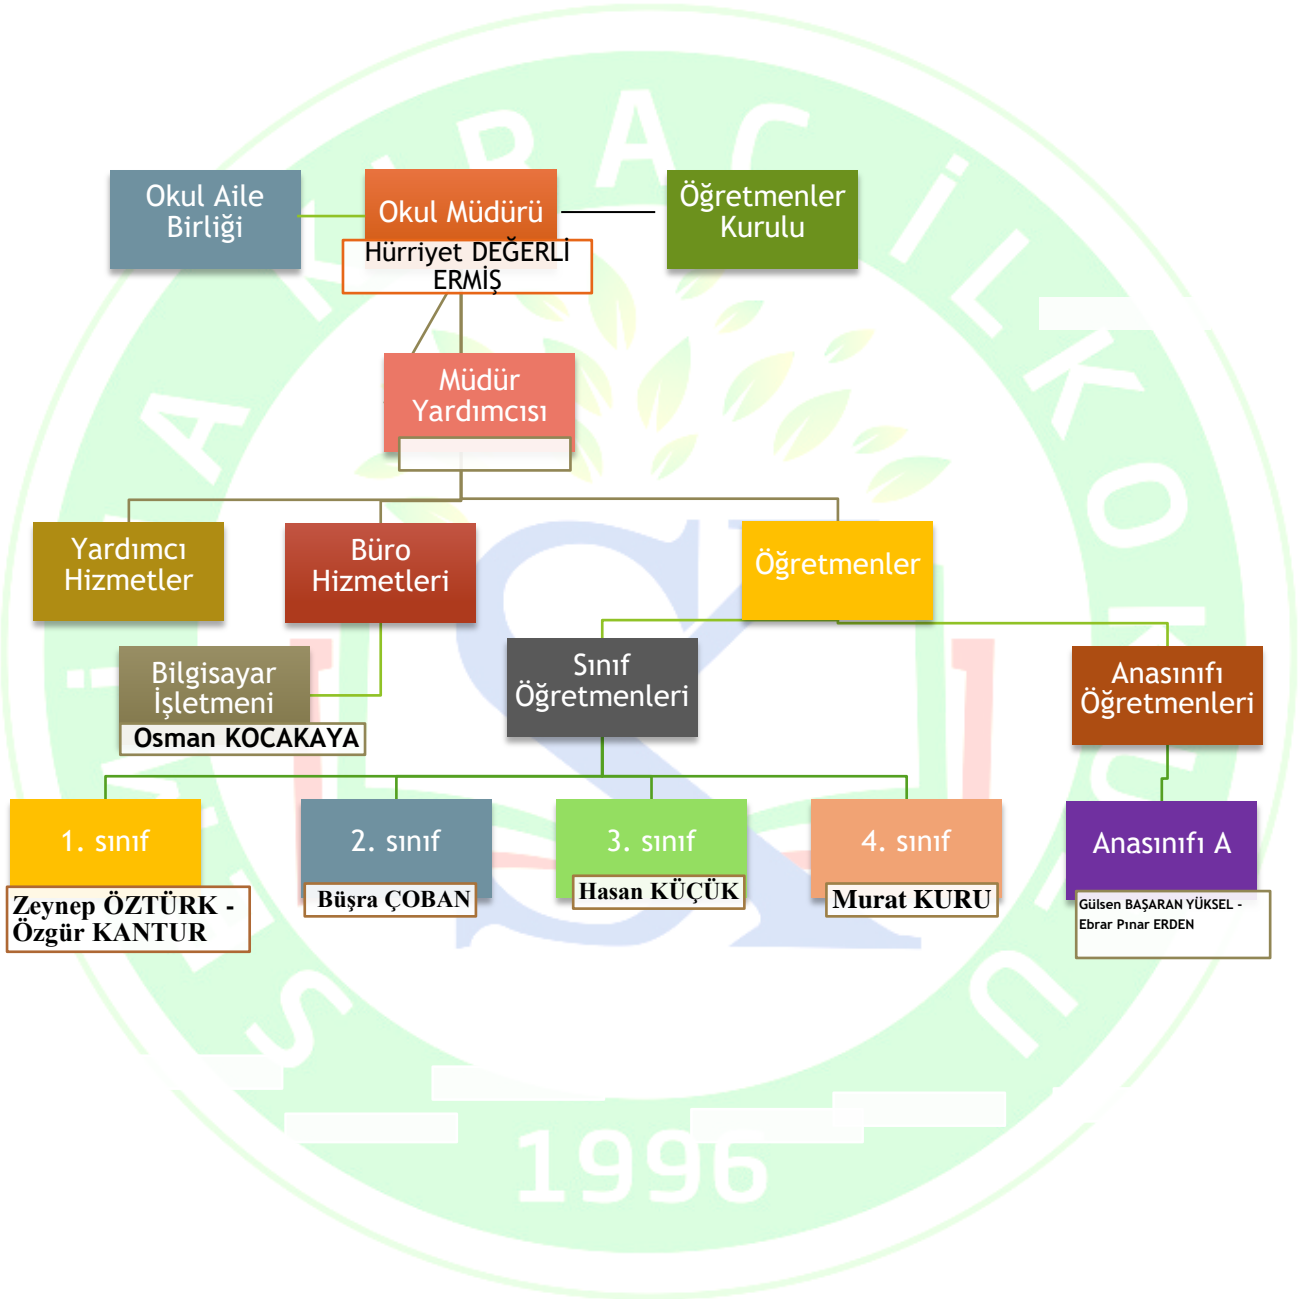 Okul Aile
Birliği
Okul Müdürü
Hürriyet DEĞERLİ
ERMİŞ
Öğretmenler
Kurulu
Müdür
Yardımcısı
Yardımcı
Hizmetler
Büro
Hizmetleri
Öğretmenler
Bilgisayar
İşletmeni
Osman KOCAKAYA
Sınıf
Öğretmenleri
Anasınıfı
Öğretmenleri
1. sınıf
Zeynep ÖZTÜRK -
Özgür KANTUR
2. sınıf
Büşra ÇOBAN
3. sınıf
Hasan KÜÇÜK
4. sınıf
Murat KURU
Anasınıfı A
Gülsen BAŞARAN YÜKSEL -
Ebrar Pınar ERDEN
1996